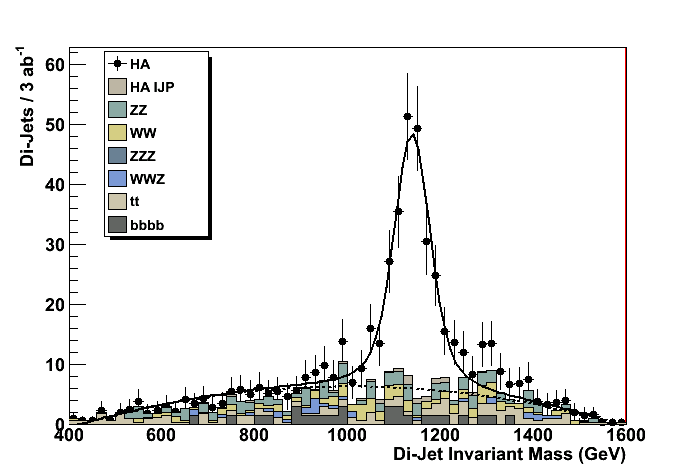 Di-Jets / 3 ab⁻¹
60
50
40
30
20
10
0
HA
HA IJP
ZZ
WW
ZZZ
WWZ
tt
bbbb
400 600 800 1000 1200 1400 1600
Di-Jet Invariant Mass (GeV)